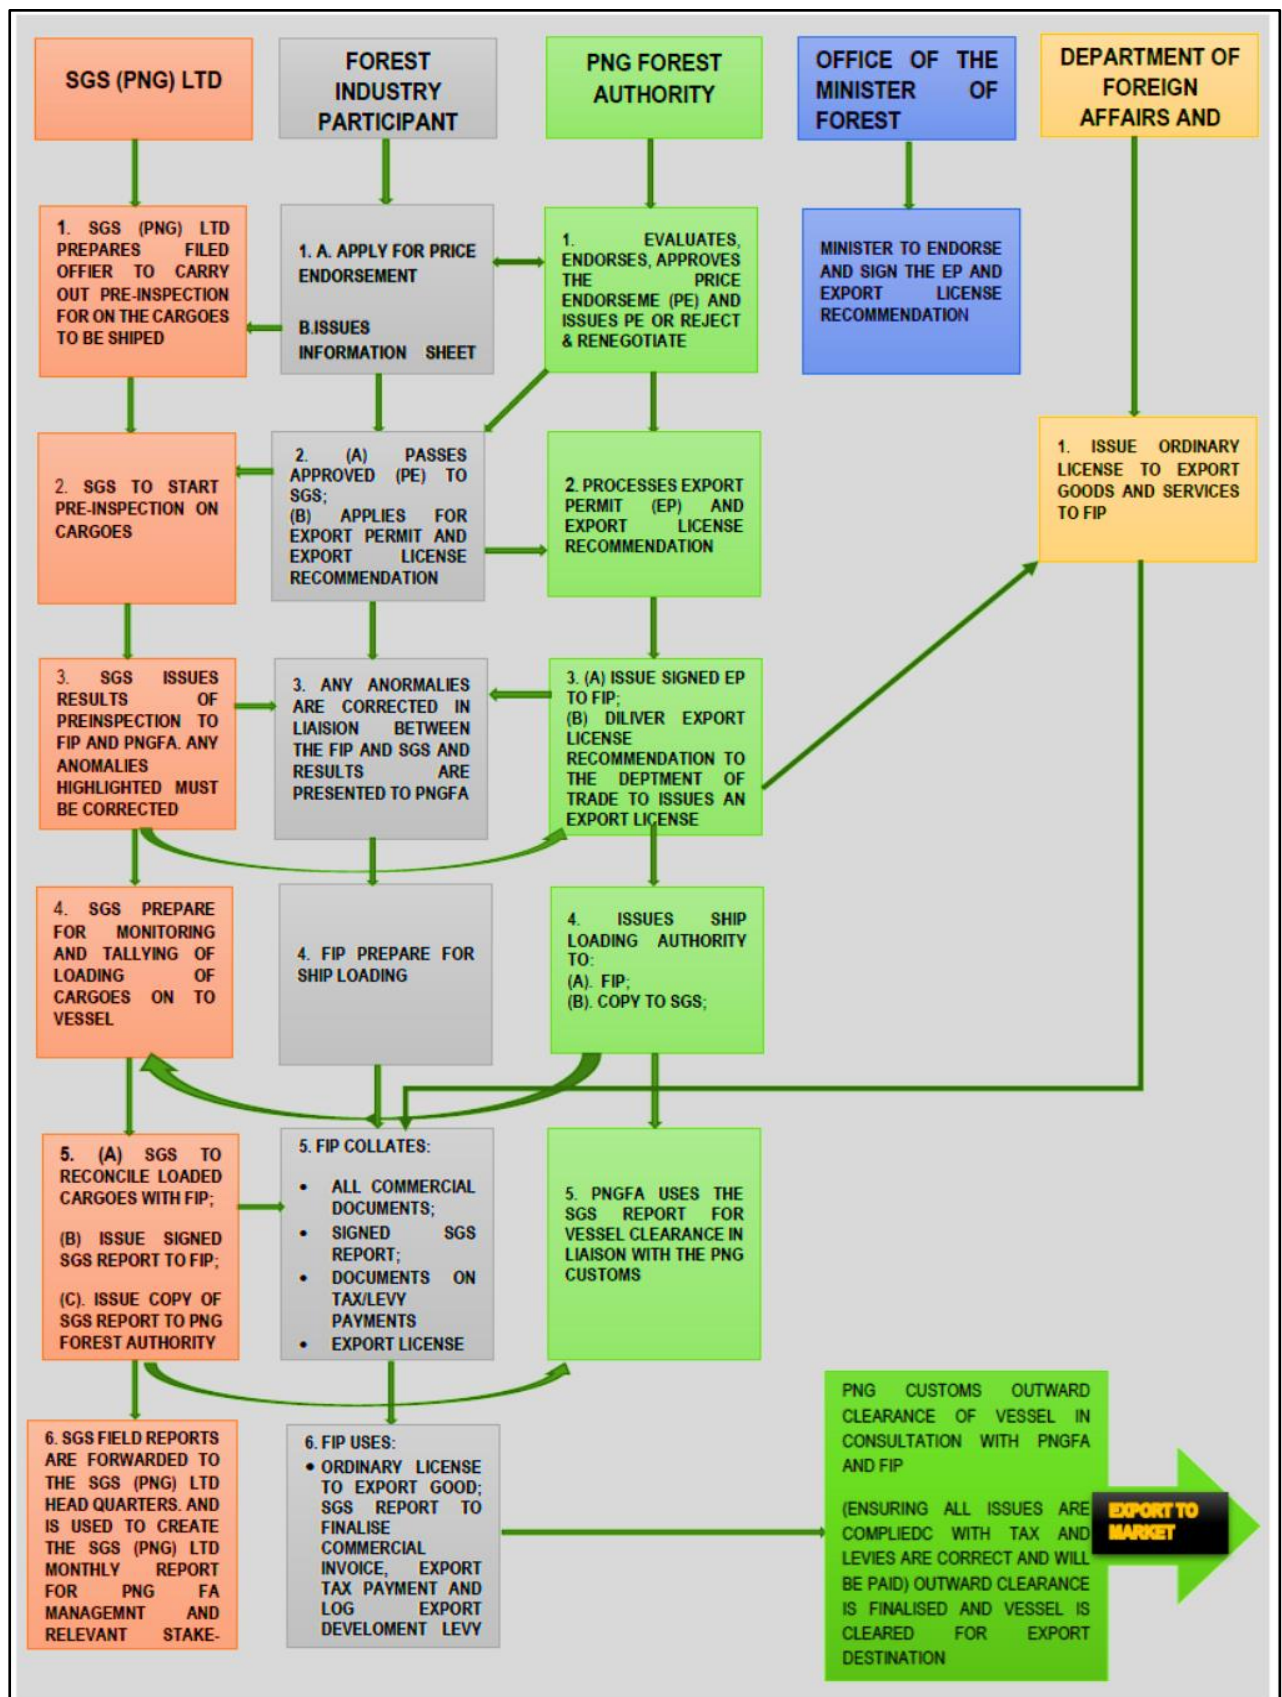 SGS (PNG) LTD
FOREST
INDUSTRY
PARTICIPANT
PNG FOREST
AUTHORITY
OFFICE OF THE
MINISTER OF
FOREST
DEPARTMENT OF
FOREIGN
AFFAIRS AND
1. SGS (PNG) LTD
PREPARES FILED
OFFIER TO CARRY
OUT PRE-INSPECTION
FOR ON THE CARGOES
TO BE SHIPED
1. A. APPLY FOR PRICE
ENDORSEMENT
B.ISSUES
INFORMATION SHEET
1. EVALUATES,
ENDORSES, APPROVES
THE PRICE
ENDORSEME (PE) AND
ISSUES PE OR REJECT
& RENEGOTIATE
MINISTER TO ENDORSE
AND SIGN THE EP AND
EXPORT LICENSE
RECOMMENDATION
2. SGS TO START
PRE-INSPECTION ON
CARGOES
2. (A) PASSES
APPROVED (PE) TO
SGS;
(B) APPLIES FOR
EXPORT PERMIT AND
EXPORT LICENSE
RECOMMENDATION
2. PROCESSES EXPORT
PERMIT (EP) AND
EXPORT LICENSE
RECOMMENDATION
1. ISSUE ORDINARY
LICENSE TO EXPORT
GOODS AND SERVICES
TO FIP
3. SGS ISSUES
RESULTS OF
PREINSPECTION TO
FIP AND PNGFA. ANY
ANOMALIES
HIGHLIGHTED MUST
BE CORRECTED
3. ANY ANORMALIES
ARE CORRECTED IN
LIAISION BETWEEN
THE FIP AND SGS AND
RESULTS ARE
PRESENTED TO PNGFA
3. (A) ISSUE SIGNED EP
TO FIP;
(B) DILIVER EXPORT
LICENSE
RECOMMENDATION TO
THE DEPTMENT OF
TRADE TO ISSUES AN
EXPORT LICENSE
4. SGS PREPARE
FOR MONITORING
AND TALLYING OF
LOADING OF
CARGOES ON TO
VESSEL
4. FIP PREPARE FOR
SHIP LOADING
4. ISSUES SHIP
LOADING AUTHORITY
TO:
(A). FIP;
(B). COPY TO SGS;
5. (A) SGS TO
RECONCILE LOADED
CARGOES WITH FIP;
(B) ISSUE SIGNED
SGS REPORT TO FIP;
(C). ISSUE COPY OF
SGS REPORT TO PNG
FOREST AUTHORITY
5. FIP COLLATES:
• ALL COMMERCIAL
DOCUMENTS;
• SIGNED SGS
REPORT;
• DOCUMENTS ON
TAX/LEVY
PAYMENTS
• EXPORT LICENSE
5. PNGFA USES THE
SGS REPORT FOR
VESSEL CLEARANCE IN
LIAISON WITH THE PNG
CUSTOMS
6. SGS FIELD REPORTS
ARE FORWARDED TO
THE SGS (PNG) LTD
HEAD QUARTERS. AND
IS USED TO CREATE
THE SGS (PNG) LTD
MONTHLY REPORT
FOR PNG FA
MANAGEMNT AND
RELEVANT STAKE-
6. FIP USES:
• ORDINARY LICENSE
TO EXPORT GOOD;
SGS REPORT TO
FINALISE
COMMERCIAL
INVOICE, EXPORT
TAX PAYMENT AND
LOG EXPORT
DEVELOMENT LEVY
PNG CUSTOMS OUTWARD
CLEARANCE OF VESSEL IN
CONSULTATION WITH PNGFA
AND FIP
(ENSURING ALL ISSUES ARE
COMPLIEDC WITH TAX AND
LEVIES ARE CORRECT AND WILL
BE PAID) OUTWARD CLEARANCE
IS FINALISED AND VESSEL IS
CLEARED FOR EXPORT
DESTINATION
EXPORT TO
MARKET